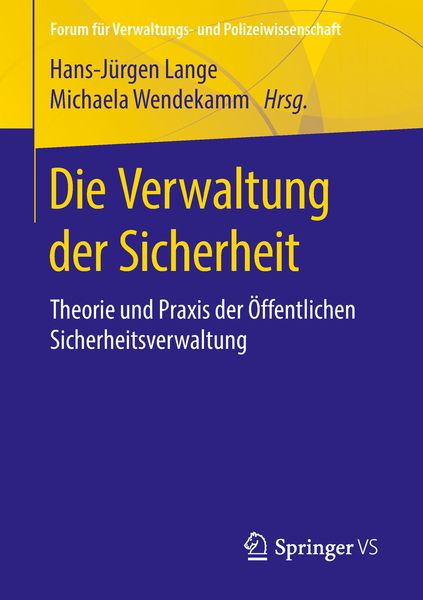 Forum für Verwaltungs- und Polizeiwissenschaft
Hans-Jürgen Lange
Michaela Wendekamm Hrsg.
Die Verwaltung
der Sicherheit
Theorie und Praxis der Öffentlichen
Sicherheitsverwaltung
Springer VS